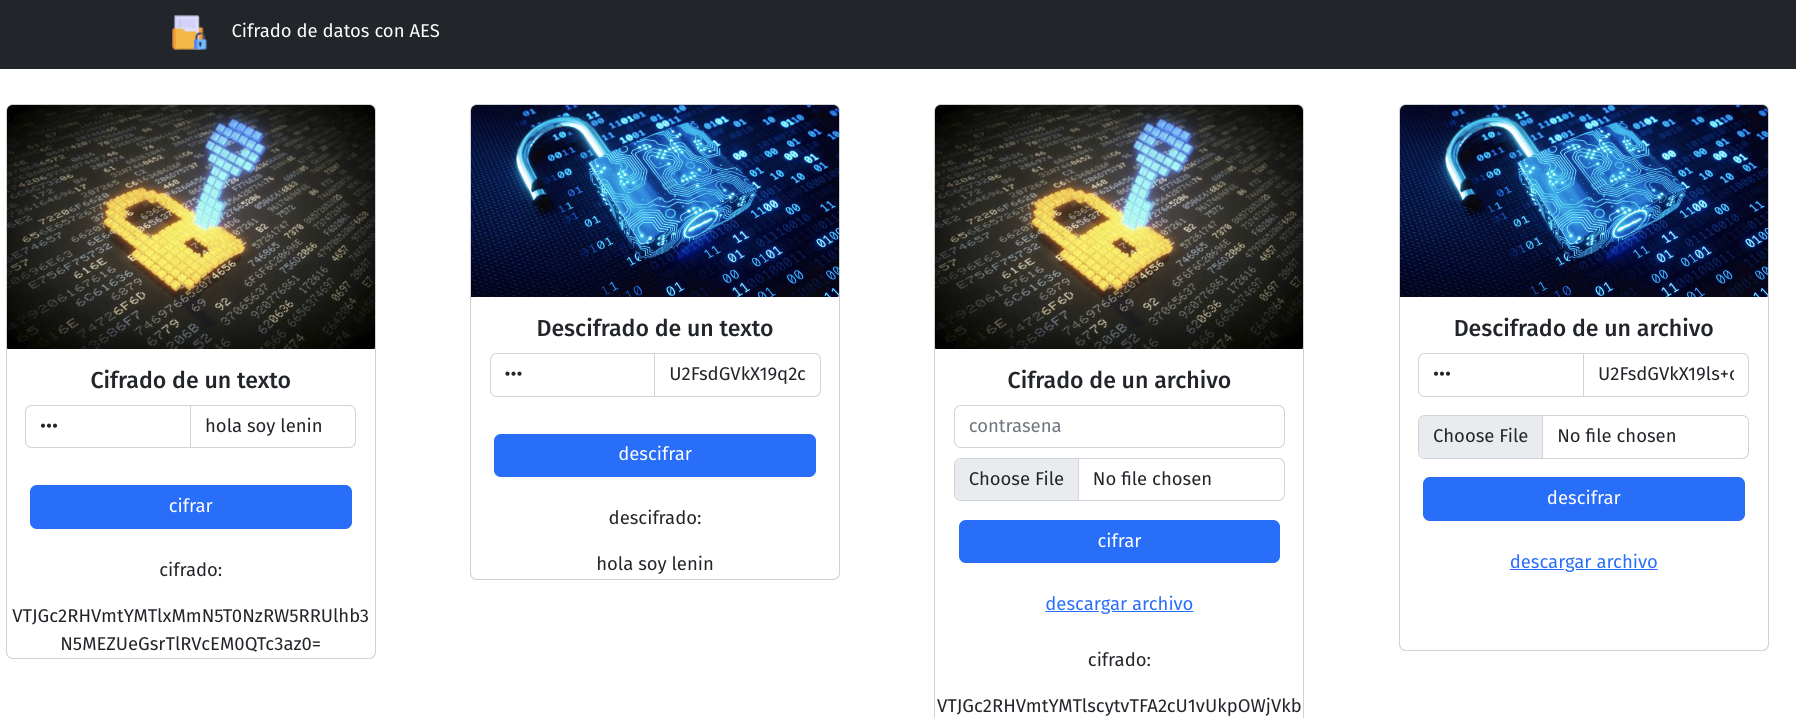 Cifrado de datos con AES
Cifrado de un texto
•••
hola soy lenin
cifrar
cifrado:
VTJGc2RHVmtYMTlxMmN5T0NzRW5RRUlhb3
N5MEZUeGsrTlRVcEM0QTc3az0=
Descifrado de un texto
•••
U2FsdGVkX19q2c
descifrar
descifrado:
hola soy lenin
Cifrado de un archivo
contrasena
Choose File
No file chosen
cifrar
descargar archivo
cifrado:
VTJGc2RHVmtYMTlscytvTFA2cU1vUkpOWjVkb
Descifrado de un archivo
•••
U2FsdGVkX19ls+
Choose File
No file chosen
descifrar
descargar archivo